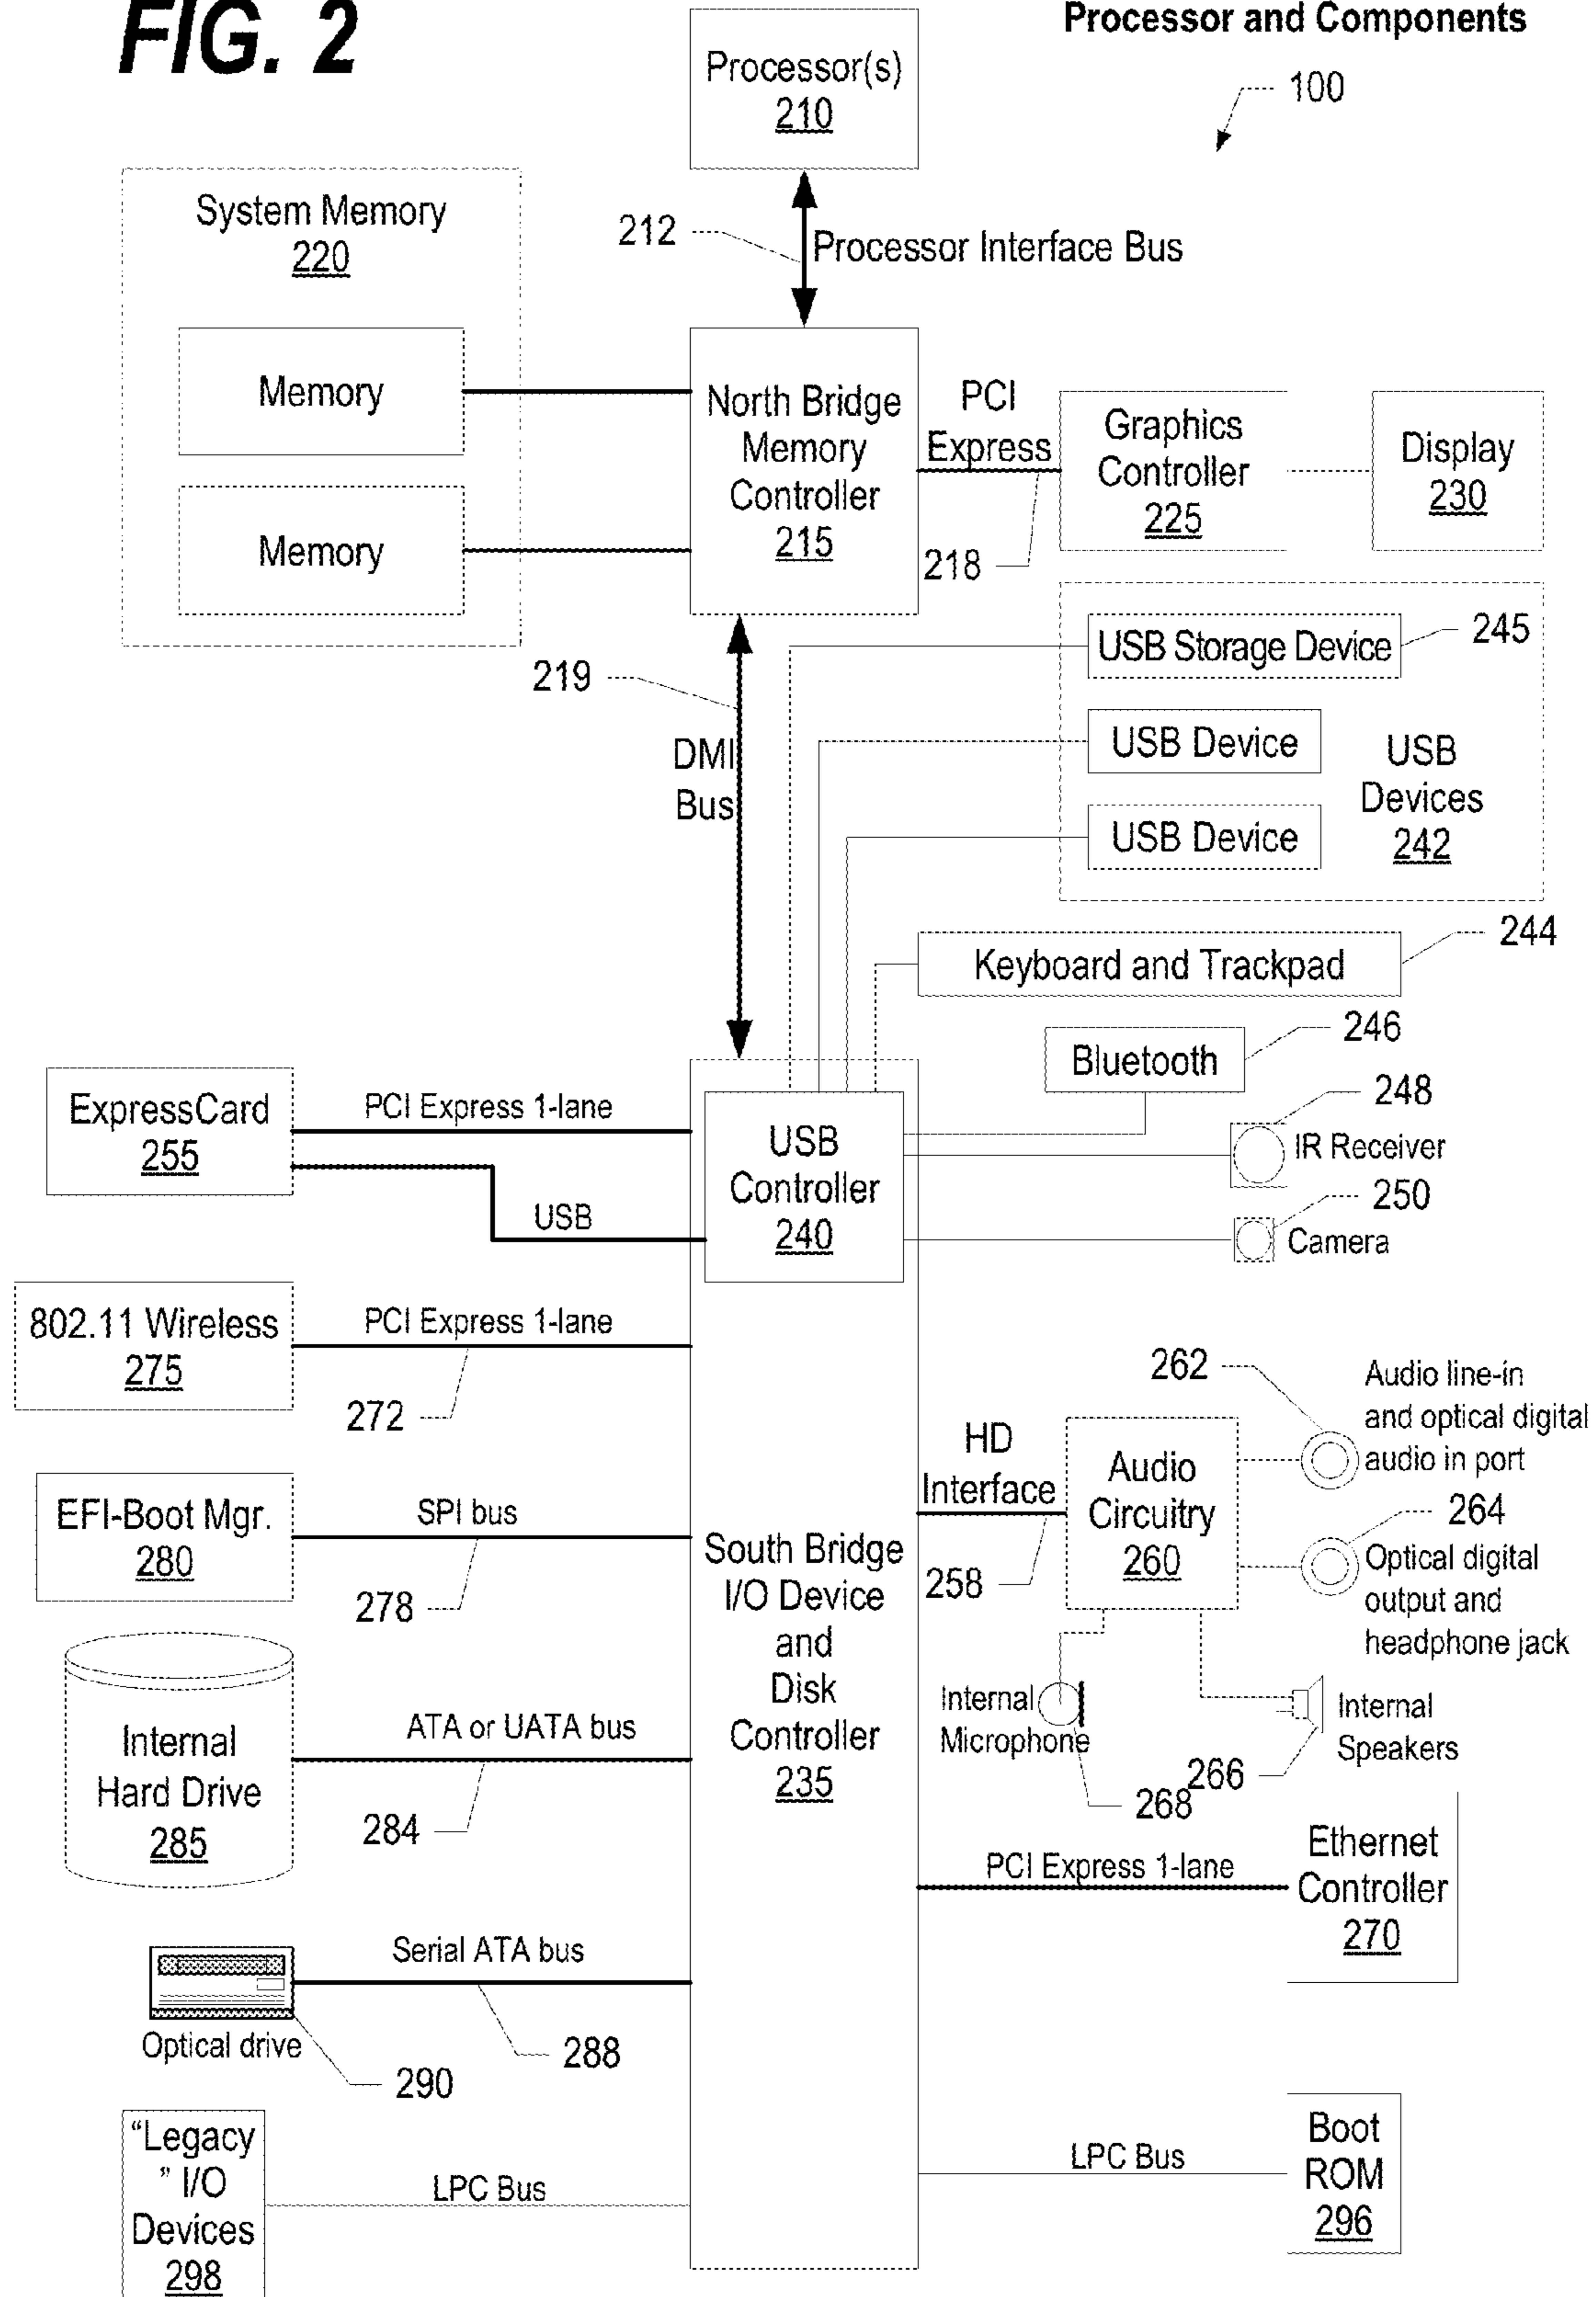 FIG. 2
Processor and Components
100
Processor(s)
210
System Memory
220
212
Processor Interface Bus
Memory
Memory
North Bridge
Memory
Controller
215
PCI
Express
218
Graphics
Controller
225
Display
230
219
DMI
Bus
USB Storage Device
245
USB Device
USB Device
USB
Devices
242
Keyboard and Trackpad
244
Bluetooth
246
248
IR Receiver
250
Camera
ExpressCard
255
PCI Express 1-lane
USB
USB
Controller
240
802.11 Wireless
275
PCI Express 1-lane
272
EFI-Boot Mgr.
280
SPI bus
278
South Bridge
I/O Device
and
Disk
Controller
235
HD
Interface
258
Audio
Circuitry
260
262
Audio line-in
and optical digital
audio in port
264
Optical digital
output and
headphone jack
Internal
Microphone
268
266
Internal
Speakers
Internal
Hard Drive
285
ATA or UATA bus
284
PCI Express 1-lane
Ethernet
Controller
270
Serial ATA bus
288
Optical drive
290
“Legacy
” I/O
Devices
298
LPC Bus
LPC Bus
Boot
ROM
296